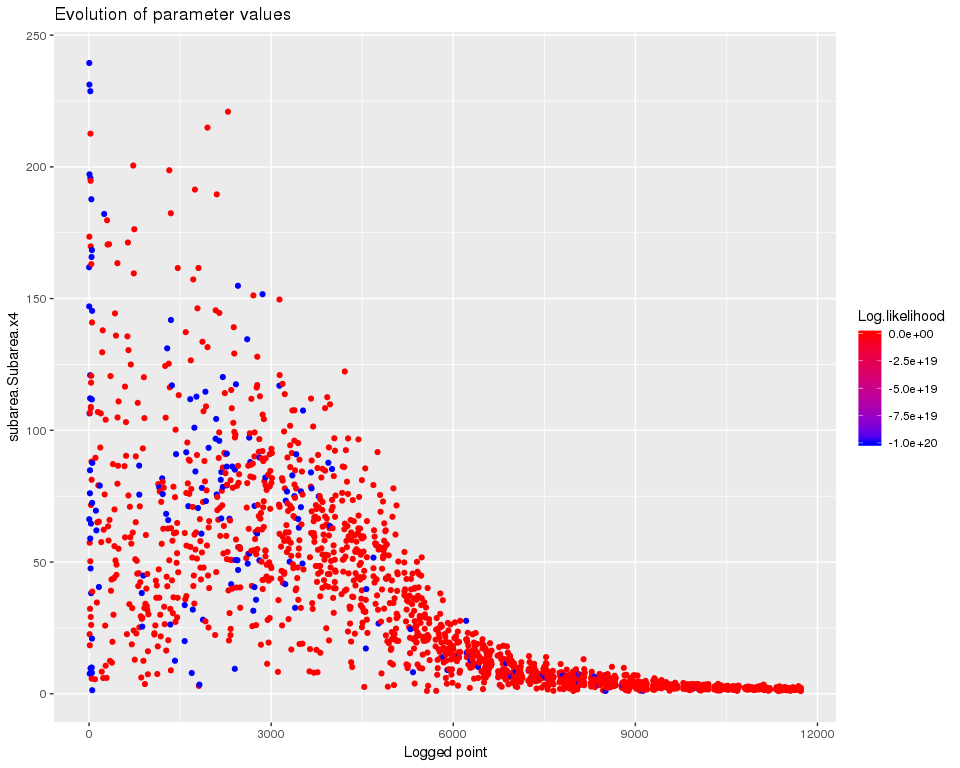 Evolution of parameter values
250
200
150
100
50
0
subarea.Subarea.x4
0
3000
6000
9000
12000
Logged point
Log.likelihood
0.0e+00
-2.5e+19
-5.0e+19
-7.5e+19
-1.0e+20